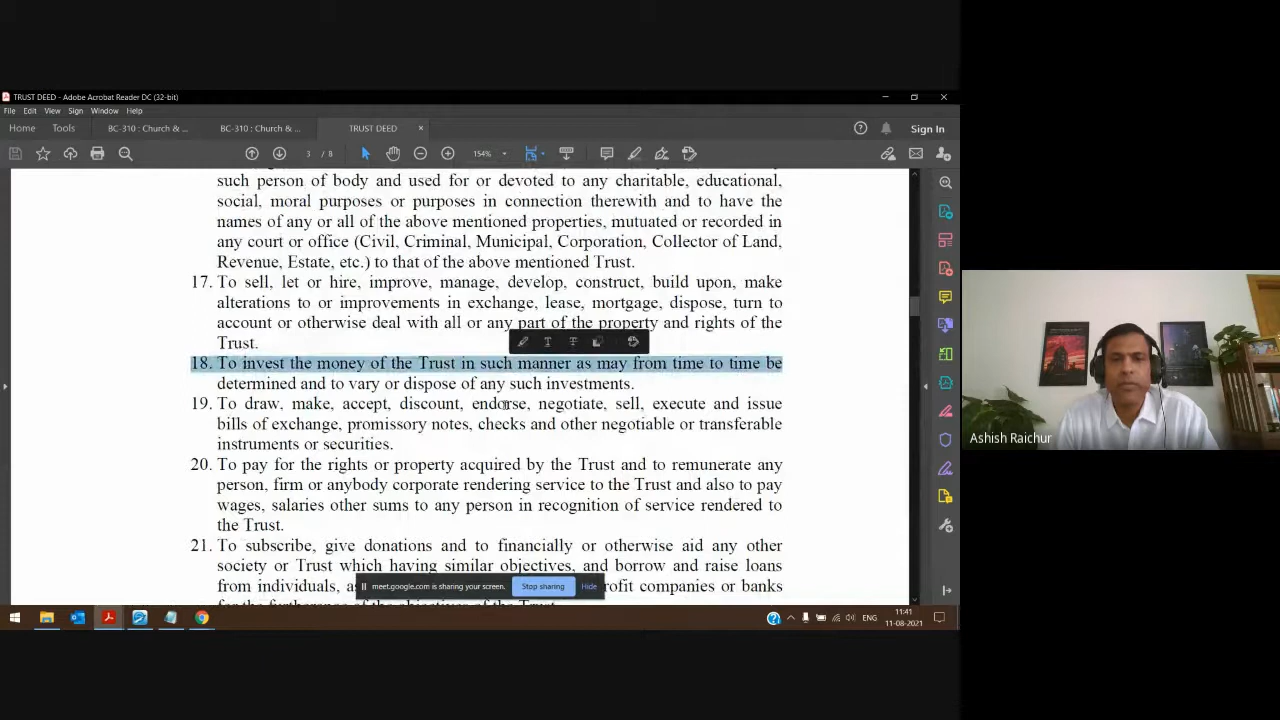 TRUST DEED - Adobe Acrobat Reader DC (32-bit)
File Edit View Sign Window Help
Home Tools BC-310 : Church & ... BC-310 : Church & ... TRUST DEED × Sign In
3 / 8 154%
such person of body and used for or devoted to any charitable, educational,
social, moral purposes or purposes in connection therewith and to have the
names of any or all of the above mentioned properties, mutuated or recorded in
any court or office (Civil, Criminal, Municipal, Corporation, Collector of Land,
Revenue, Estate, etc.) to that of the above mentioned Trust.
17. To sell, let or hire, improve, manage, develop, construct, build upon, make
alterations to or improvements in exchange, lease, mortgage, dispose, turn to
account or otherwise deal with all or any part of the property and rights of the
Trust.
18. To invest the money of the Trust in such manner as may from time to time be
determined and to vary or dispose of any such investments.
19. To draw, make, accept, discount, endorse, negotiate, sell, execute and issue
bills of exchange, promissory notes, checks and other negotiable or transferable
instruments or securities.
20. To pay for the rights or property acquired by the Trust and to remunerate any
person, firm or anybody corporate rendering service to the Trust and also to pay
wages, salaries other sums to any person in recognition of service rendered to
the Trust.
21. To subscribe, give donations and to financially or otherwise aid any other
society or Trust which having similar objectives, and borrow and raise loans
from individuals, rofit companies or banks
for the furtherance of the objectives of the Trust.
meet.google.com is sharing your screen. Stop sharing Hide
ENG 11:41
11-08-2021
Ashish Raichur